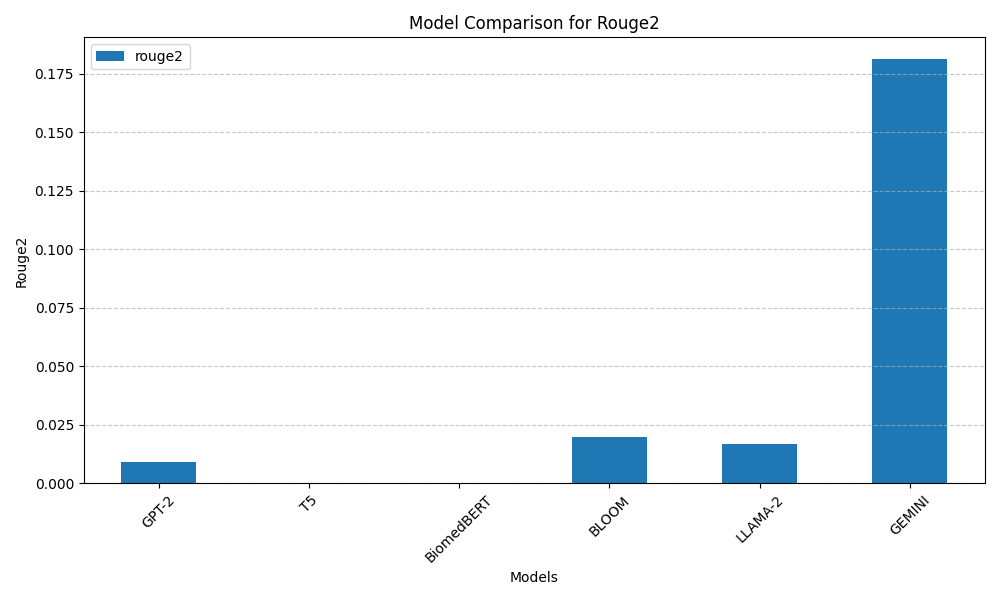 Model Comparison for Rouge2
rouge2
Rouge2
0.175
0.150
0.125
0.100
0.075
0.050
0.025
0.000
GPT-2
T5
BiomedBERT
BLOOM
LLAMA-2
GEMINI
Models